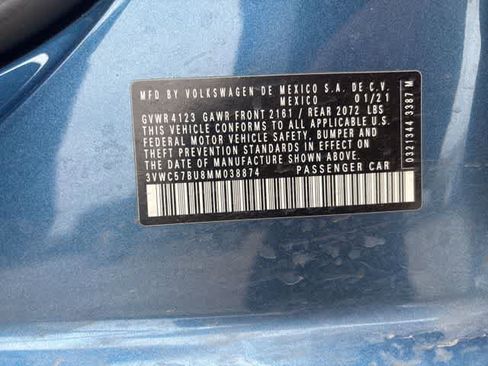 MFD BY VOLKSWAGEN DE MEXICO S.A. DE C.V.
MEXICO 01/21
GVWR 4123 GAWR FRONT 2161 / REAR 2072 LBS
THIS VEHICLE CONFORMS TO ALL APPLICABLE
FEDERAL MOTOR VEHICLE SAFETY, BUMPER AND
THEFT PREVENTION STANDARDS IN EFFECT ON
THE DATE OF MANUFACTURE SHOWN ABOVE
3VWC57BU8MM038874 PASSENGER CAR
0321344 3387 M